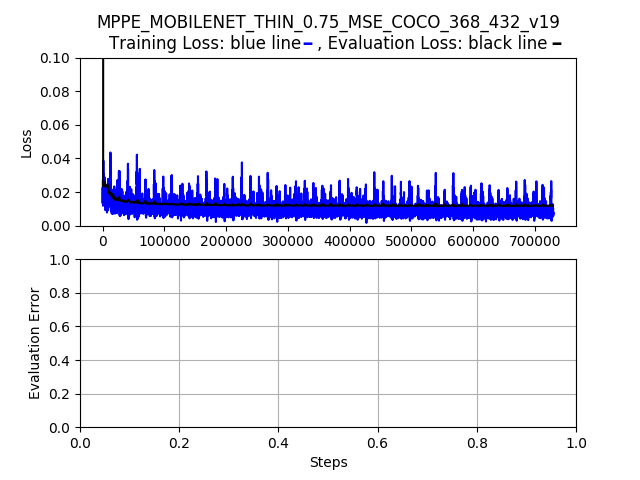 MPPE_MOBILENET_THIN_0.75_MSE_COCO_368_432_v19
Training Loss: blue line , Evaluation Loss: black line
0.10
0.08
0.06
0.04
0.02
0.00
Loss
0 100000 200000 300000 400000 500000 600000 700000
1.0
0.8
0.6
0.4
0.2
0.0
Evaluation Error
0.0 0.2 0.4 0.6 0.8 1.0
Steps